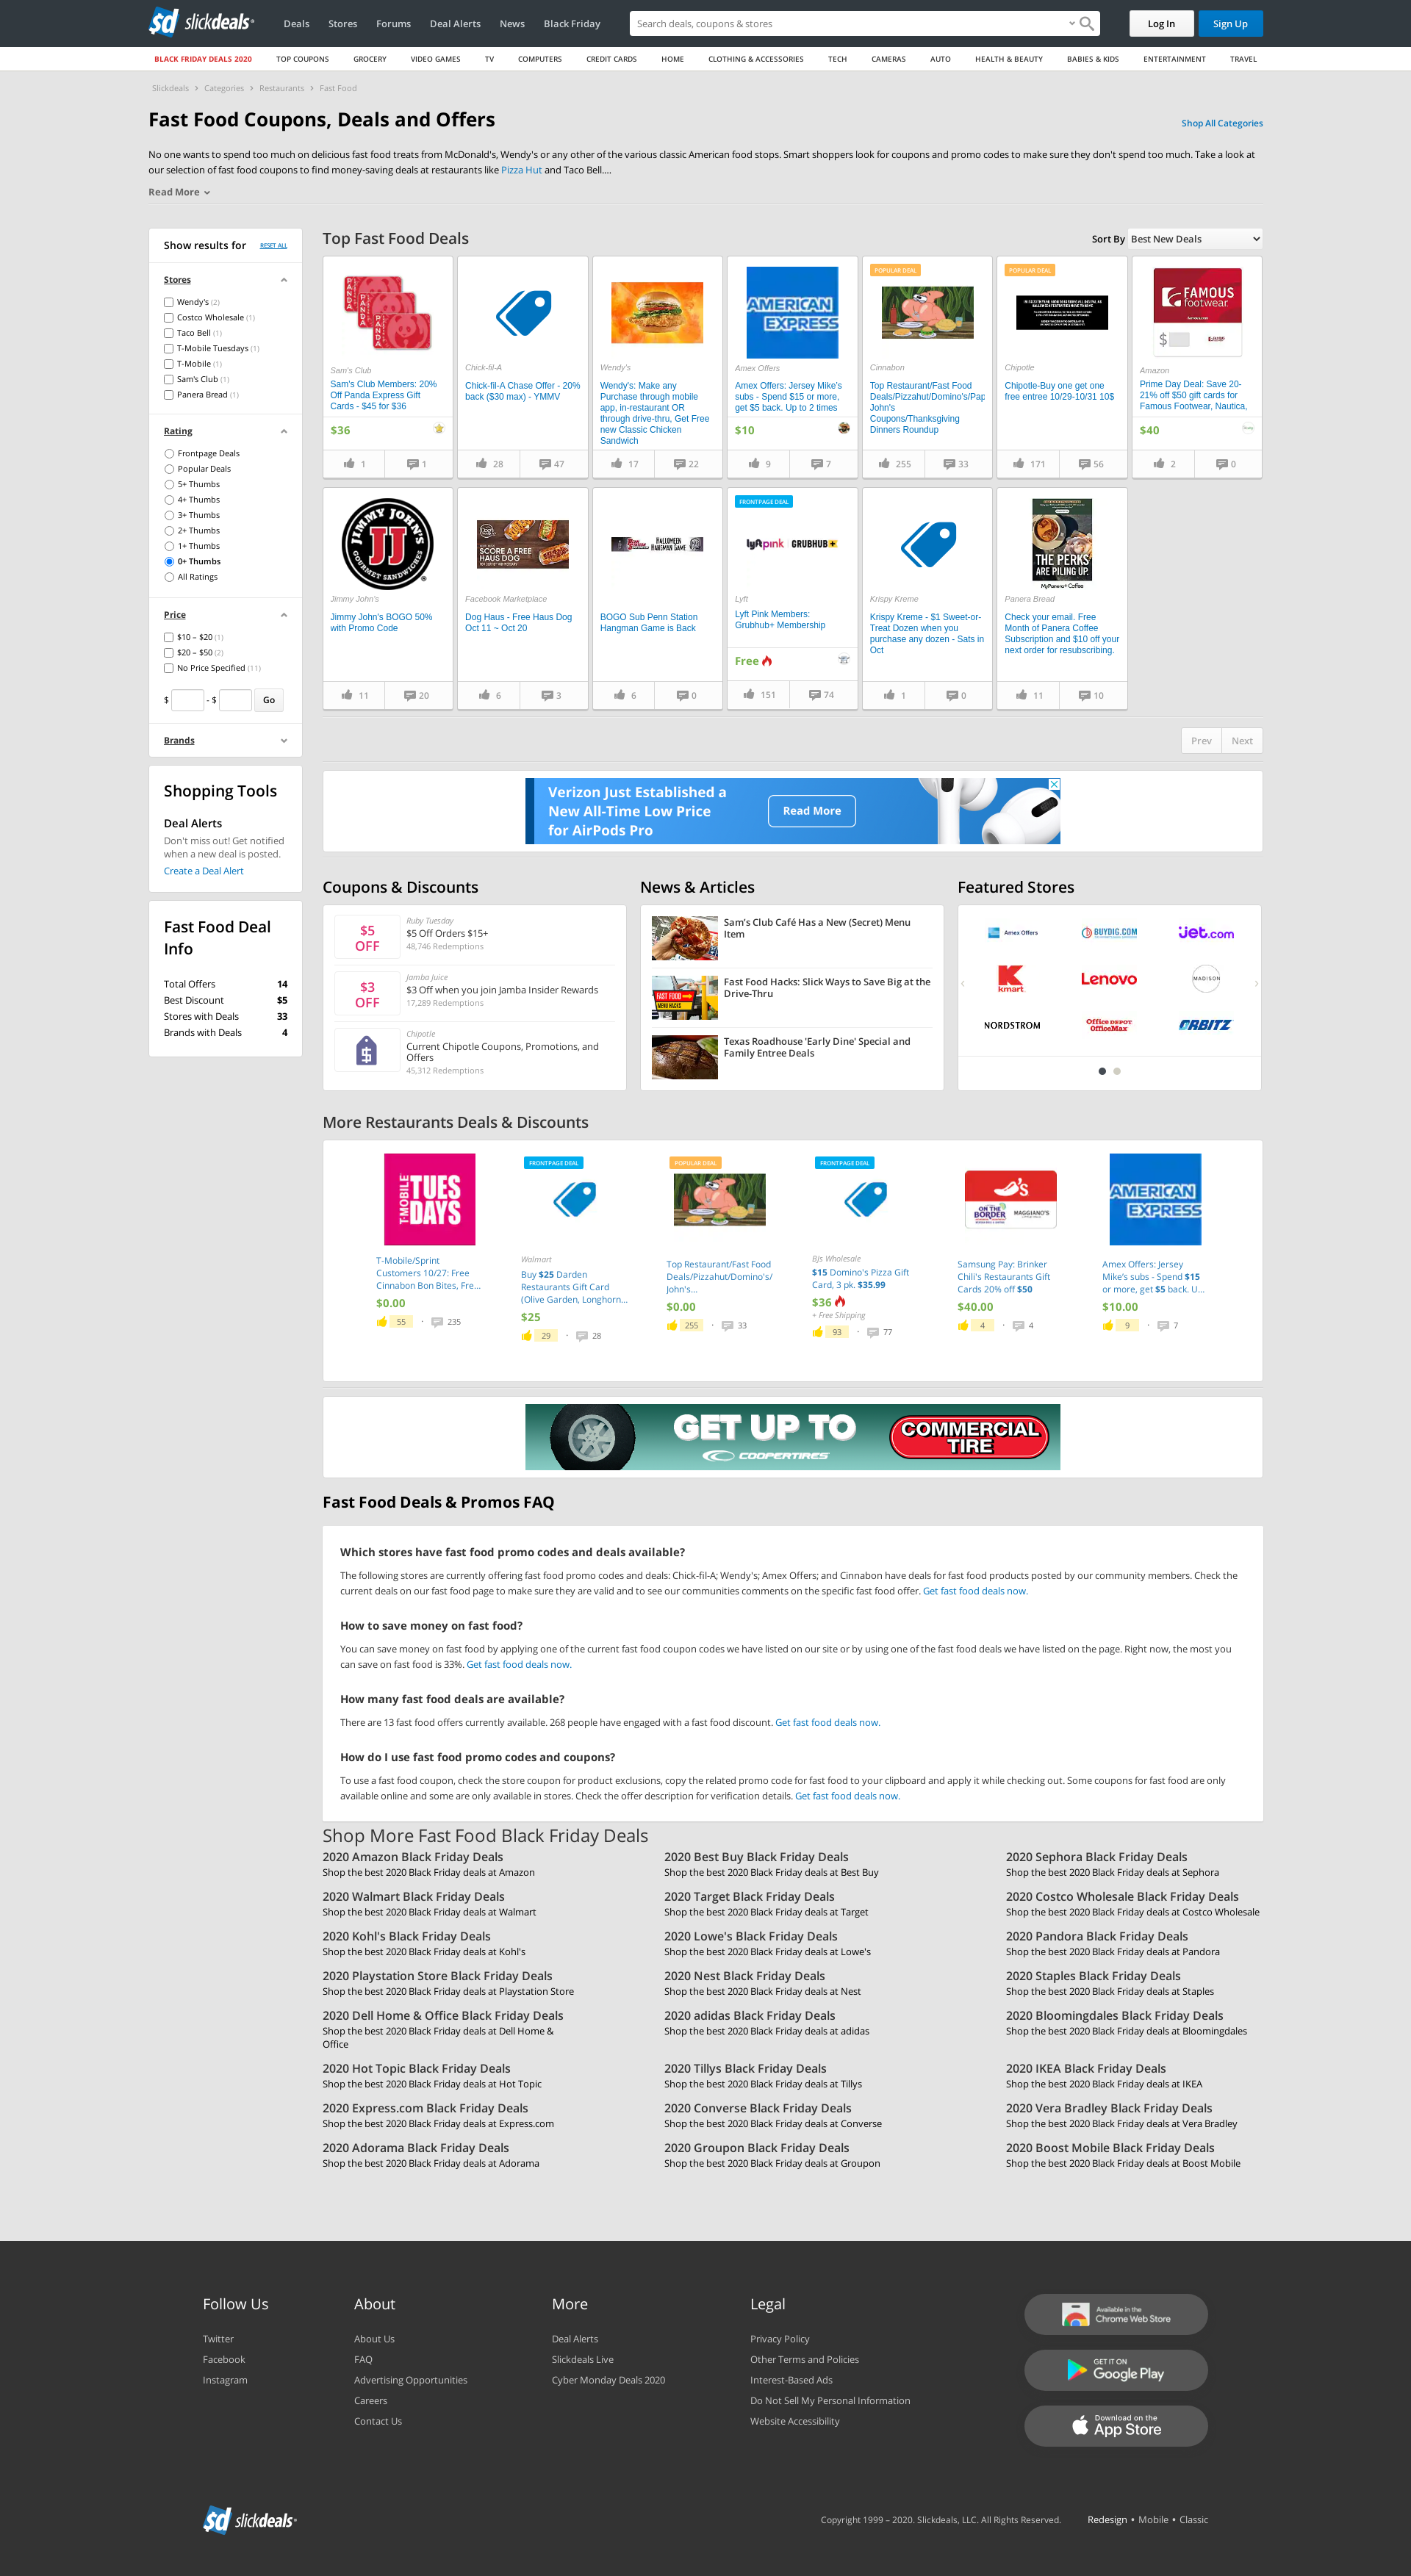 sd slickdeals
Deals
Stores
Forums
Deal Alerts
News
Black Friday
Search deals, coupons & stores
Log In
Sign Up
BLACK FRIDAY DEALS 2020
TOP COUPONS
GROCERY
VIDEO GAMES
TV
COMPUTERS
CREDIT CARDS
HOME
CLOTHING & ACCESSORIES
TECH
CAMERAS
AUTO
HEALTH & BEAUTY
BABIES & KIDS
ENTERTAINMENT
TRAVEL
Slickdeals > Categories > Restaurants > Fast Food
Fast Food Coupons, Deals and Offers
Shop All Categories
No one wants to spend too much on delicious fast food treats from McDonald's, Wendy's or any other of the various classic American food stops. Smart shoppers look for coupons and promo codes to make sure they don't spend too much. Take a look at
our selection of fast food coupons to find money-saving deals at restaurants like Pizza Hut and Taco Bell....
Read More
Show results for
RESET ALL
Stores
Wendy's (2)
Costco Wholesale (1)
Taco Bell (1)
T-Mobile Tuesdays (1)
T-Mobile (1)
Sam's Club (1)
Panera Bread (1)
Rating
Frontpage Deals
Popular Deals
5+ Thumbs
4+ Thumbs
3+ Thumbs
2+ Thumbs
1+ Thumbs
0+ Thumbs
All Ratings
Price
$10 – $20 (1)
$20 – $50 (2)
No Price Specified (11)
$ - $ Go
Brands
Shopping Tools
Deal Alerts
Don't miss out! Get notified
when a new deal is posted.
Create a Deal Alert
Fast Food Deal
Info
Total Offers 14
Best Discount $5
Stores with Deals 33
Brands with Deals 4
Top Fast Food Deals
Sort By Best New Deals
PANDA
PANDA
PANDA
Sam's Club
Sam's Club Members: 20%
Off Panda Express Gift
Cards - $45 for $36
$36
1
1
Chick-fil-A
Chick-fil-A Chase Offer - 20%
back ($30 max) - YMMV
28
47
Wendy's
Wendy's: Make any
Purchase through mobile
app, in-restaurant OR
through drive-thru, Get Free
new Classic Chicken
Sandwich
17
22
AMERICAN
EXPRESS
Amex Offers
Amex Offers: Jersey Mike's
subs - Spend $15 or more,
get $5 back. Up to 2 times
$10
9
7
POPULAR DEAL
Cinnabon
Top Restaurant/Fast Food
Deals/Pizzahut/Domino's/Pap
John's
Coupons/Thanksgiving
Dinners Roundup
255
33
POPULAR DEAL
Chipotle
Chipotle-Buy one get one
free entree 10/29-10/31 10$
171
56
FAMOUS
footwear
$
Amazon
Prime Day Deal: Save 20-
21% off $50 gift cards for
Famous Footwear, Nautica,
$40
2
0
JIMMY JOHN'S
JJ
GOURMET SANDWICHES
Jimmy John's
Jimmy John's BOGO 50%
with Promo Code
11
20
SCORE A FREE
HAUS DOG
Facebook Marketplace
Dog Haus - Free Haus Dog
Oct 11 ~ Oct 20
6
3
HALLOWEEN
HANGMAN GAME
BOGO Sub Penn Station
Hangman Game is Back
6
0
FRONTPAGE DEAL
lyft pink | GRUBHUB+
Lyft
Lyft Pink Members:
Grubhub+ Membership
Free
151
74
Krispy Kreme
Krispy Kreme - $1 Sweet-or-
Treat Dozen when you
purchase any dozen - Sats in
Oct
1
0
THE PERKS
ARE PILING UP.
MyPanera+ Coffee
Panera Bread
Check your email. Free
Month of Panera Coffee
Subscription and $10 off your
next order for resubscribing.
11
10
Prev
Next
Verizon Just Established a
New All-Time Low Price
for AirPods Pro
Read More
Coupons & Discounts
$5
OFF
Ruby Tuesday
$5 Off Orders $15+
48,746 Redemptions
$3
OFF
Jamba Juice
$3 Off when you join Jamba Insider Rewards
17,289 Redemptions
$
Chipotle
Current Chipotle Coupons, Promotions, and
Offers
45,312 Redemptions
News & Articles
Sam's Club Café Has a New (Secret) Menu
Item
FAST FOOD
MENU HACKS
Fast Food Hacks: Slick Ways to Save Big at the
Drive-Thru
Texas Roadhouse 'Early Dine' Special and
Family Entree Deals
Featured Stores
Amex Offers
BUYDIG.COM
jet.com
K
kmart
Lenovo
MADISON
NORDSTROM
Office DEPOT
OfficeMax
ORBITZ
More Restaurants Deals & Discounts
T-MOBILE
TUES
DAYS
T-Mobile/Sprint
Customers 10/27: Free
Cinnabon Bon Bites, Fre...
$0.00
55 · 235
FRONTPAGE DEAL
Walmart
Buy $25 Darden
Restaurants Gift Card
(Olive Garden, Longhorn...
$25
29 · 28
POPULAR DEAL
Top Restaurant/Fast Food
Deals/Pizzahut/Domino's/
John's...
$0.00
255 · 33
FRONTPAGE DEAL
BJs Wholesale
$15 Domino's Pizza Gift
Card, 3 pk. $35.99
$36
+ Free Shipping
93 · 77
chili's
ON THE
BORDER
MAGGIANO'S
Samsung Pay: Brinker
Chili's Restaurants Gift
Cards 20% off $50
$40.00
4 · 4
AMERICAN
EXPRESS
Amex Offers: Jersey
Mike's subs - Spend $15
or more, get $5 back. U...
$10.00
9 · 7
GET UP TO
COOPERTIRES
COMMERCIAL
TIRE
Fast Food Deals & Promos FAQ
Which stores have fast food promo codes and deals available?
The following stores are currently offering fast food promo codes and deals: Chick-fil-A; Wendy's; Amex Offers; and Cinnabon have deals for fast food products posted by our community members. Check the
current deals on our fast food page to make sure they are valid and to see our communities comments on the specific fast food offer. Get fast food deals now.
How to save money on fast food?
You can save money on fast food by applying one of the current fast food coupon codes we have listed on our site or by using one of the fast food deals we have listed on the page. Right now, the most you
can save on fast food is 33%. Get fast food deals now.
How many fast food deals are available?
There are 13 fast food offers currently available. 268 people have engaged with a fast food discount. Get fast food deals now.
How do I use fast food promo codes and coupons?
To use a fast food coupon, check the store coupon for product exclusions, copy the related promo code for fast food to your clipboard and apply it while checking out. Some coupons for fast food are only
available online and some are only available in stores. Check the offer description for verification details. Get fast food deals now.
Shop More Fast Food Black Friday Deals
2020 Amazon Black Friday Deals
Shop the best 2020 Black Friday deals at Amazon
2020 Best Buy Black Friday Deals
Shop the best 2020 Black Friday deals at Best Buy
2020 Sephora Black Friday Deals
Shop the best 2020 Black Friday deals at Sephora
2020 Walmart Black Friday Deals
Shop the best 2020 Black Friday deals at Walmart
2020 Target Black Friday Deals
Shop the best 2020 Black Friday deals at Target
2020 Costco Wholesale Black Friday Deals
Shop the best 2020 Black Friday deals at Costco Wholesale
2020 Kohl's Black Friday Deals
Shop the best 2020 Black Friday deals at Kohl's
2020 Lowe's Black Friday Deals
Shop the best 2020 Black Friday deals at Lowe's
2020 Pandora Black Friday Deals
Shop the best 2020 Black Friday deals at Pandora
2020 Playstation Store Black Friday Deals
Shop the best 2020 Black Friday deals at Playstation Store
2020 Nest Black Friday Deals
Shop the best 2020 Black Friday deals at Nest
2020 Staples Black Friday Deals
Shop the best 2020 Black Friday deals at Staples
2020 Dell Home & Office Black Friday Deals
Shop the best 2020 Black Friday deals at Dell Home &
Office
2020 adidas Black Friday Deals
Shop the best 2020 Black Friday deals at adidas
2020 Bloomingdales Black Friday Deals
Shop the best 2020 Black Friday deals at Bloomingdales
2020 Hot Topic Black Friday Deals
Shop the best 2020 Black Friday deals at Hot Topic
2020 Tillys Black Friday Deals
Shop the best 2020 Black Friday deals at Tillys
2020 IKEA Black Friday Deals
Shop the best 2020 Black Friday deals at IKEA
2020 Express.com Black Friday Deals
Shop the best 2020 Black Friday deals at Express.com
2020 Converse Black Friday Deals
Shop the best 2020 Black Friday deals at Converse
2020 Vera Bradley Black Friday Deals
Shop the best 2020 Black Friday deals at Vera Bradley
2020 Adorama Black Friday Deals
Shop the best 2020 Black Friday deals at Adorama
2020 Groupon Black Friday Deals
Shop the best 2020 Black Friday deals at Groupon
2020 Boost Mobile Black Friday Deals
Shop the best 2020 Black Friday deals at Boost Mobile
Follow Us
Twitter
Facebook
Instagram
About
About Us
FAQ
Advertising Opportunities
Careers
Contact Us
More
Deal Alerts
Slickdeals Live
Cyber Monday Deals 2020
Legal
Privacy Policy
Other Terms and Policies
Interest-Based Ads
Do Not Sell My Personal Information
Website Accessibility
Available in the
Chrome Web Store
GET IT ON
Google Play
Download on the
App Store
sd slickdeals
Copyright 1999 – 2020. Slickdeals, LLC. All Rights Reserved.
Redesign • Mobile • Classic